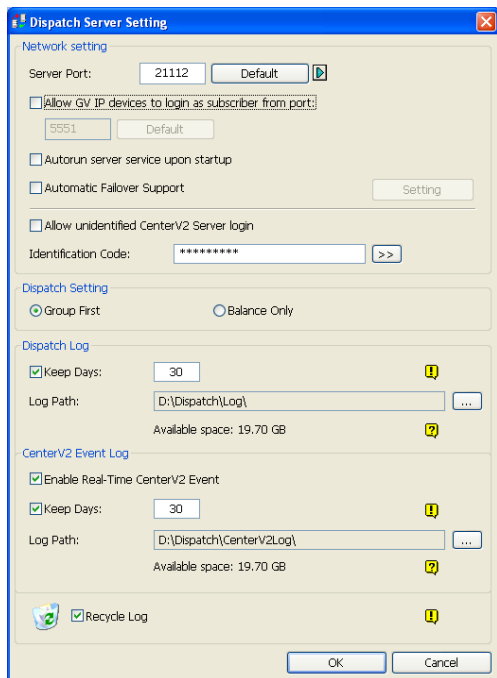 Dispatch Server Setting
Network setting
Server Port: 21112 Default
Allow GV IP devices to login as subscriber from port:
5551 Default
Autorun server service upon startup
Automatic Failover Support Setting
Allow unidentified CenterV2 Server login
Identification Code: ********* >>
Dispatch Setting
Group First Balance Only
Dispatch Log
Keep Days: 30 !
Log Path: D:\Dispatch\Log\ ...
Available space: 19.70 GB ?
CenterV2 Event Log
Enable Real-Time CenterV2 Event
Keep Days: 30 !
Log Path: D:\Dispatch\CenterV2Log\ ...
Available space: 19.70 GB ?
Recycle Log !
OK Cancel